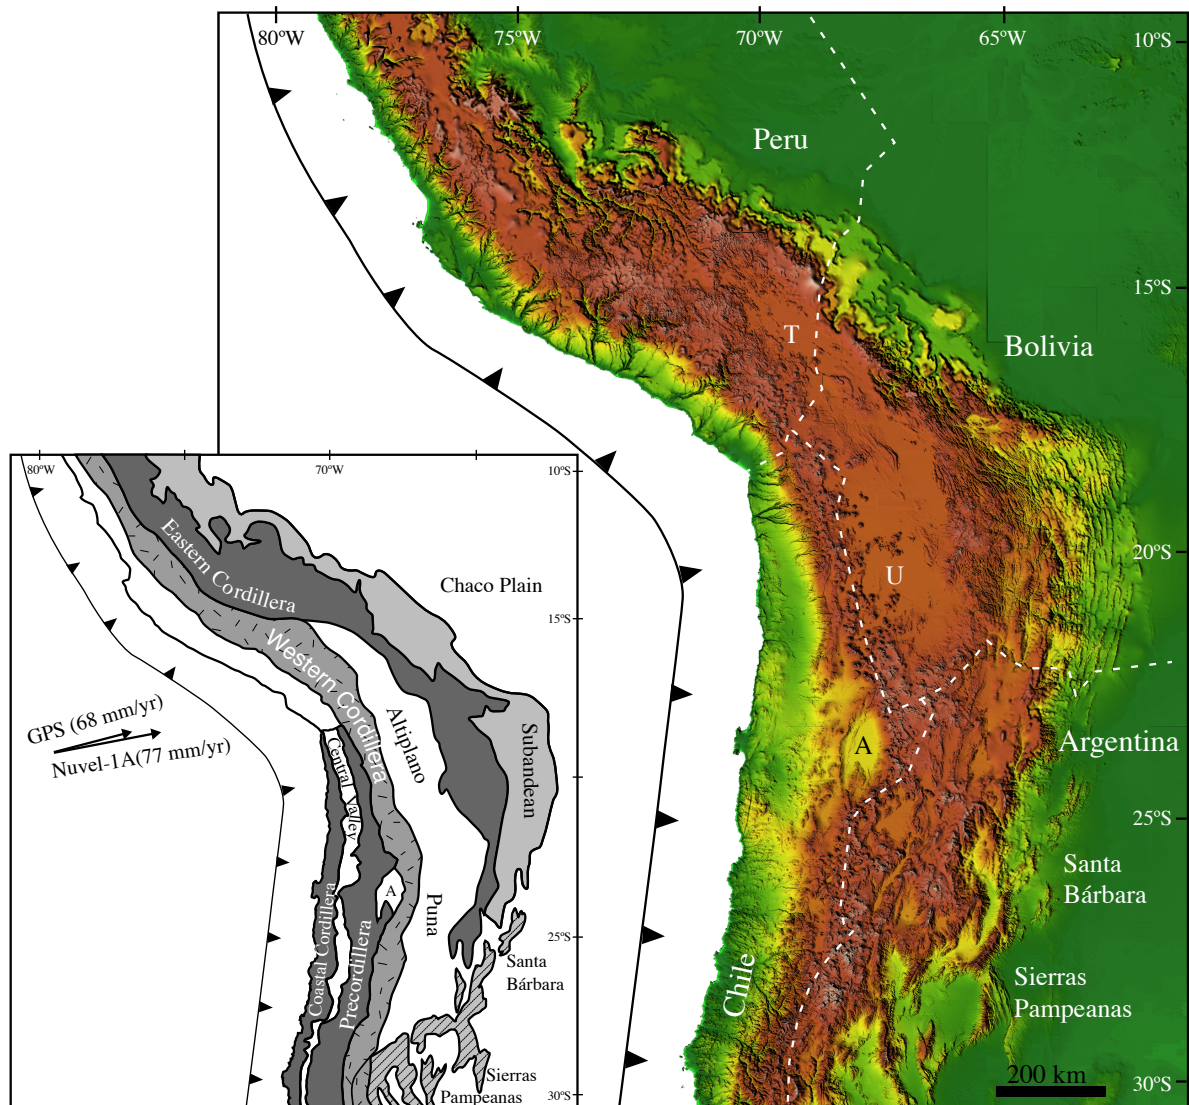 80ºW
75ºW
70ºW
65ºW
10ºS
Peru
15ºS
T
Bolivia
20ºS
U
A
Argentina
25ºS
Santa
Bárbara
Chile
Sierras
Pampeanas
200 km
30ºS
80ºW
70ºW
10ºS
Eastern Cordillera
Chaco Plain
15ºS
Western Cordillera
Altiplano
GPS (68 mm/yr)
Nuvel-1A(77 mm/yr)
Central Valley
Subandean
A
Puna
Coastal Cordillera
Precordillera
25ºS
Santa
Bárbara
Sierras
Pampeanas
30ºS